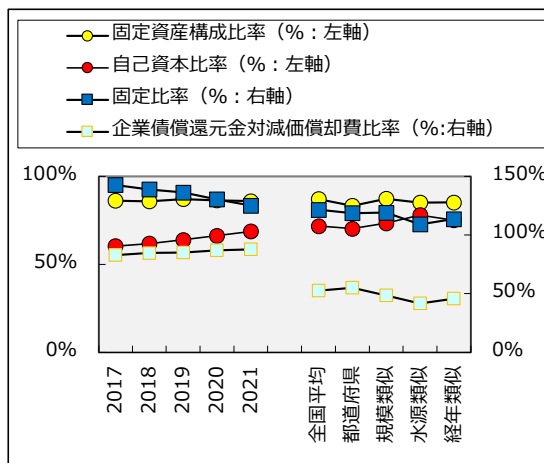 固定資産構成比率（%：左軸）
自己資本比率（%：左軸）
固定比率（%：右軸）
企業債償還元金対減価償却費比率（%:右軸）
100%
50%
0%
150%
100%
50%
0%
2017
2018
2019
2020
2021
全国平均
都道府県
規模類似
水源類似
経年類似